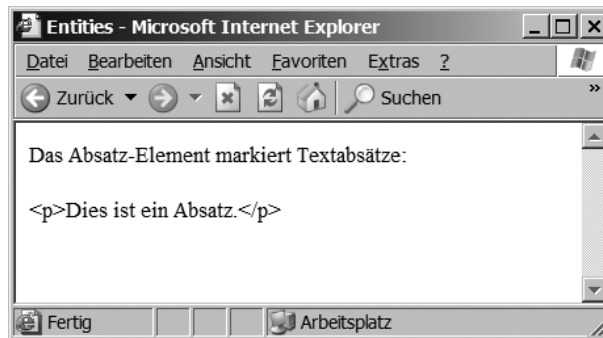 Entities - Microsoft Internet Explorer
Datei Bearbeiten Ansicht Favoriten Extras ?
Zurück Suchen »
Das Absatz-Element markiert Textabsätze:
<p>Dies ist ein Absatz.</p>
Fertig Arbeitsplatz